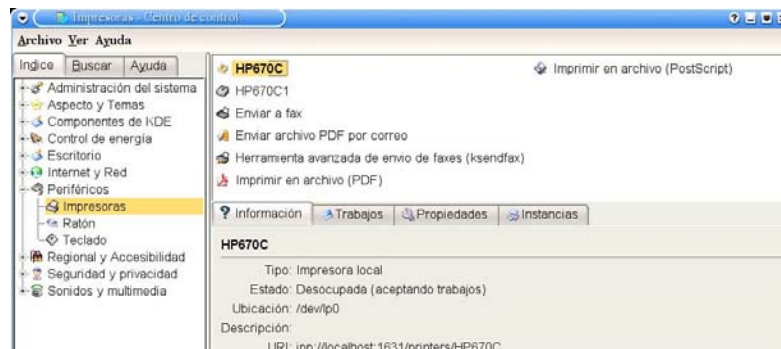 Impresoras - Centro de control
Archivo Ver Ayuda
Indice Buscar Ayuda
Administración del sistema
Aspecto y Temas
Componentes de KDE
Control de energía
Escritorio
Internet y Red
Periféricos
Impresoras
Ratón
Teclado
Regional y Accesibilidad
Seguridad y privacidad
Sonidos y multimedia
HP670C
HP670C1
Enviar a fax
Enviar archivo PDF por correo
Herramienta avanzada de envio de faxes (ksendfax)
Imprimir en archivo (PDF)
Imprimir en archivo (PostScript)
Información Trabajos Propiedades Instancias
HP670C
Tipo: Impresora local
Estado: Desocupada (aceptando trabajos)
Ubicación: /dev/lp0
Descripción:
URI: ipp://localhost:1631/printers/HP670C